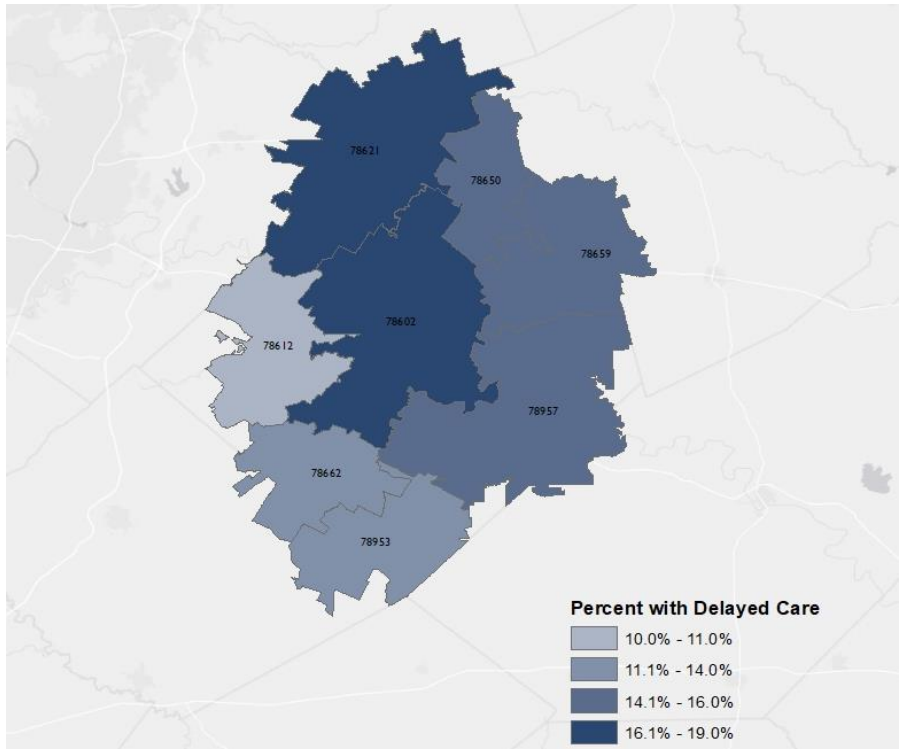 78621
78650
78659
78602
78612
78957
78662
78953
Percent with Delayed Care
10.0% - 11.0%
11.1% - 14.0%
14.1% - 16.0%
16.1% - 19.0%